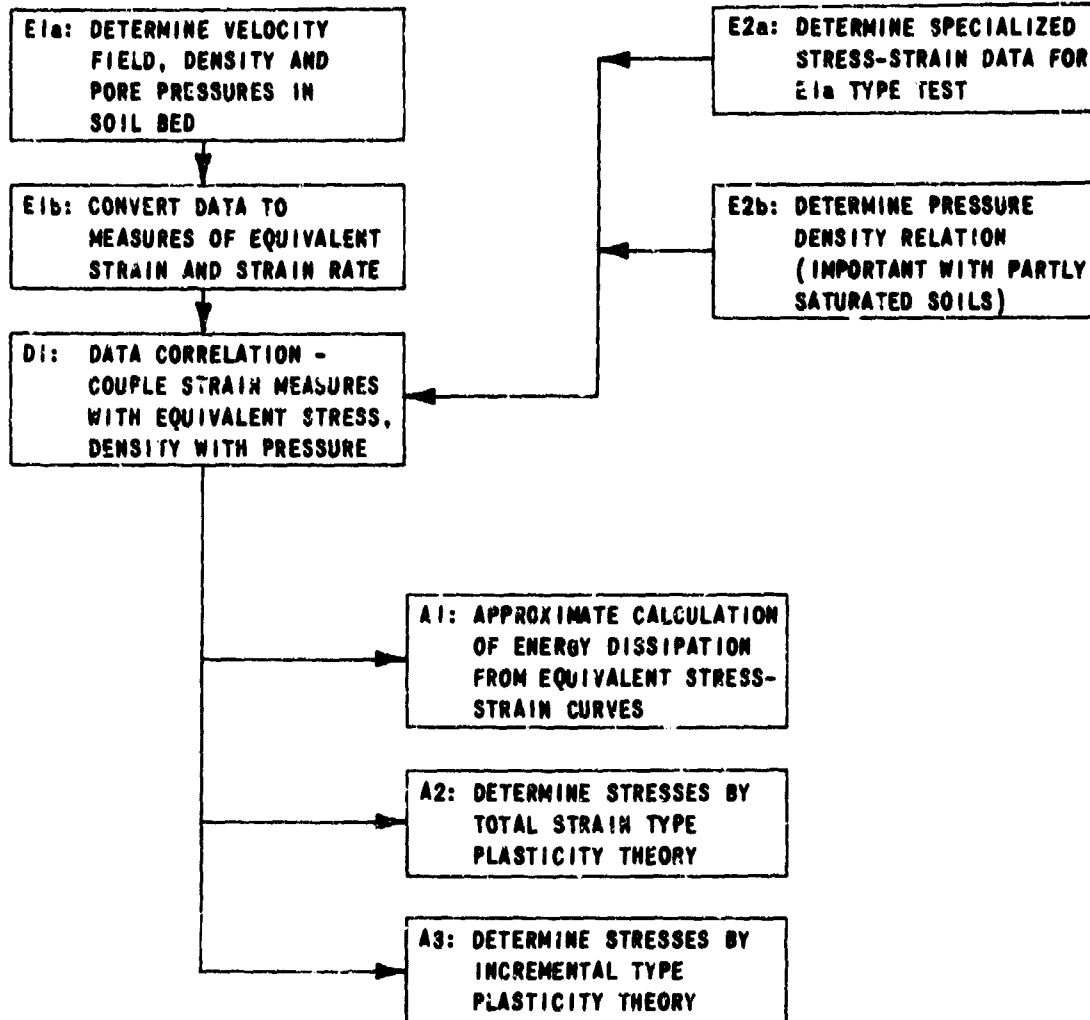 E1a: DETERMINE VELOCITY
FIELD, DENSITY AND
PORE PRESSURES IN
SOIL BED
E1b: CONVERT DATA TO
MEASURES OF EQUIVALENT
STRAIN AND STRAIN RATE
D1: DATA CORRELATION -
COUPLE STRAIN MEASURES
WITH EQUIVALENT STRESS,
DENSITY WITH PRESSURE
E2a: DETERMINE SPECIALIZED
STRESS-STRAIN DATA FOR
E1a TYPE TEST
E2b: DETERMINE PRESSURE
DENSITY RELATION
(IMPORTANT WITH PARTLY
SATURATED SOILS)
A1: APPROXIMATE CALCULATION
OF ENERGY DISSIPATION
FROM EQUIVALENT STRESS-
STRAIN CURVES
A2: DETERMINE STRESSES BY
TOTAL STRAIN TYPE
PLASTICITY THEORY
A3: DETERMINE STRESSES BY
INCREMENTAL TYPE
PLASTICITY THEORY